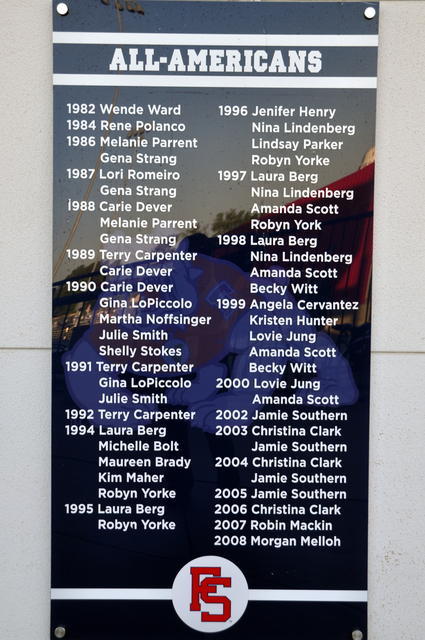 ALL-AMERICANS
1982 Wende Ward
1984 Rene Polanco
1986 Melanie Parrent
Gena Strang
1987 Lori Romeiro
Gena Strang
1988 Carie Dever
Melanie Parrent
Gena Strang
1989 Terry Carpenter
Carie Dever
1990 Carie Dever
Gina LoPiccolo
Martha Noffsinger
Julie Smith
Shelly Stokes
1991 Terry Carpenter
Gina LoPiccolo
Julie Smith
1992 Terry Carpenter
1994 Laura Berg
Michelle Bolt
Maureen Brady
Kim Maher
Robyn Yorke
1995 Laura Berg
Robyn Yorke
1996 Jenifer Henry
Nina Lindenberg
Lindsay Parker
Robyn Yorke
1997 Laura Berg
Nina Lindenberg
Amanda Scott
Robyn York
1998 Laura Berg
Nina Lindenberg
Amanda Scott
Becky Witt
1999 Angela Cervantez
Kristen Hunter
Lovie Jung
Amanda Scott
Becky Witt
2000 Lovie Jung
Amanda Scott
2002 Jamie Southern
2003 Christina Clark
Jamie Southern
2004 Christina Clark
Jamie Southern
2005 Jamie Southern
2006 Christina Clark
2007 Robin Mackin
2008 Morgan Melloh
FS